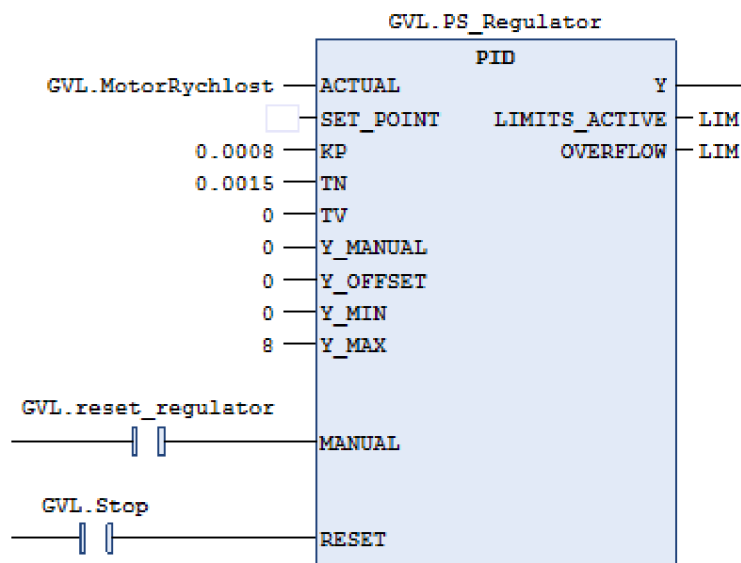 GVL.PS_Regulator
PID
GVL.MotorRychlost ACTUAL Y
SET_POINT LIMITS_ACTIVE LIM
0.0008 KP OVERFLOW LIM
0.0015 TN
0 TV
0 Y_MANUAL
0 Y_OFFSET
0 Y_MIN
8 Y_MAX
GVL.reset_regulator
MANUAL
GVL.Stop
RESET